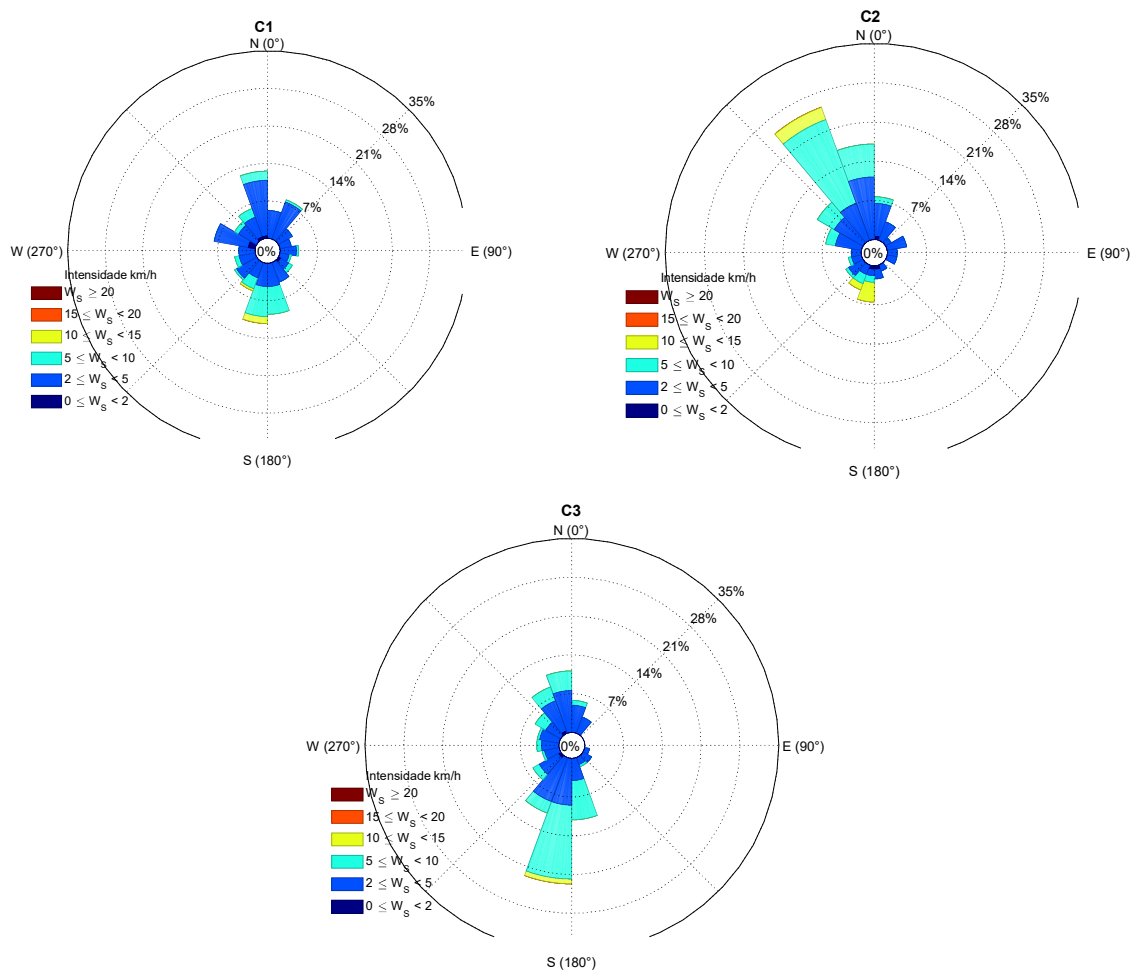 C1
N (0°)
35%
28%
21%
14%
7%
0%
W (270°)
E (90°)
S (180°)
Intensidade km/h
W_S ≥ 20
15 ≤ W_S < 20
10 ≤ W_S < 15
5 ≤ W_S < 10
2 ≤ W_S < 5
0 ≤ W_S < 2
C2
N (0°)
35%
28%
21%
14%
7%
0%
W (270°)
E (90°)
S (180°)
Intensidade km/h
W_S ≥ 20
15 ≤ W_S < 20
10 ≤ W_S < 15
5 ≤ W_S < 10
2 ≤ W_S < 5
0 ≤ W_S < 2
C3
N (0°)
35%
28%
21%
14%
7%
0%
W (270°)
E (90°)
S (180°)
Intensidade km/h
W_S ≥ 20
15 ≤ W_S < 20
10 ≤ W_S < 15
5 ≤ W_S < 10
2 ≤ W_S < 5
0 ≤ W_S < 2